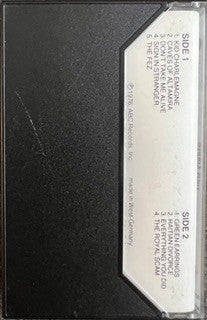 SIDE 1
1. KID CHARLEMAGNE
2. CAVES OF ALTAMIRA
3. DON'T TAKE ME ALIVE
4. SIGN IN STRANGER
5. THE FEZ
℗ 1976, ABC Records, Inc.
made in West Germany
SIDE 2
1. GREEN EARRINGS
2. HAITIAN DIVORCE
3. EVERYTHING YOU DID
4. THE ROYAL SCAM